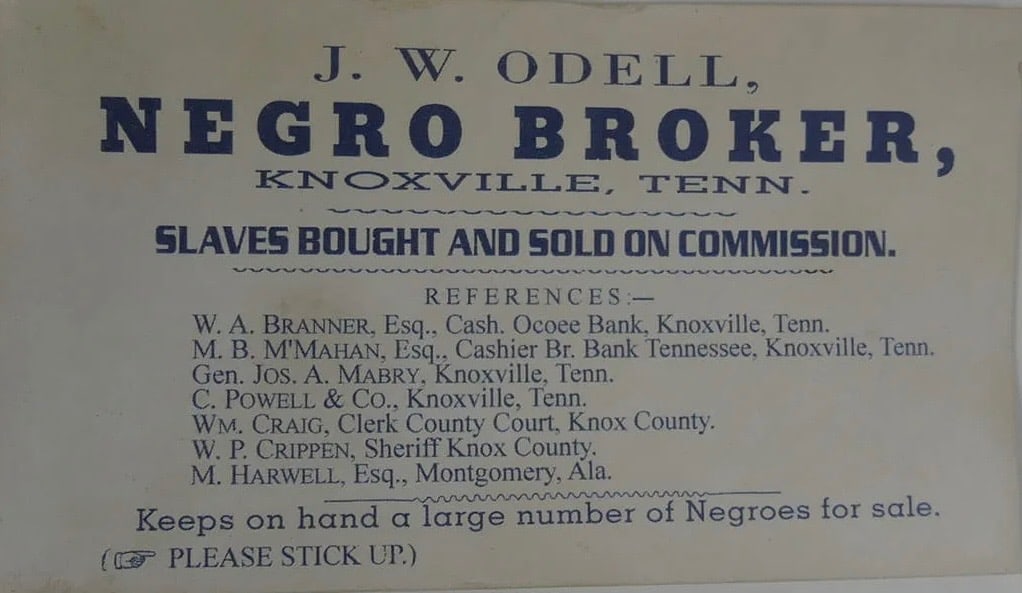 J. W. ODELL,
NEGRO BROKER,
KNOXVILLE, TENN.
SLAVES BOUGHT AND SOLD ON COMMISSION.
REFERENCES:—
W. A. BRANNER, Esq., Cash. Ocoee Bank, Knoxville, Tenn.
M. B. M'MAHAN, Esq., Cashier Br. Bank Tennessee, Knoxville, Tenn.
Gen. JOS. A. MABRY, Knoxville, Tenn.
C. POWELL & CO., Knoxville, Tenn.
WM. CRAIG, Clerk County Court, Knox County.
W. P. CRIPPEN, Sheriff Knox County.
M. HARWELL, Esq., Montgomery, Ala.
Keeps on hand a large number of Negroes for sale.
(☞ PLEASE STICK UP.)